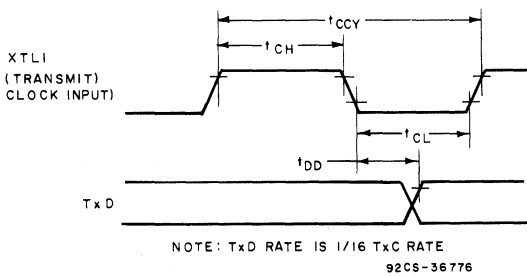 tCCY
tCH
XTLI
(TRANSMIT)
CLOCK INPUT)
tCL
tDD
TxD
NOTE: TxD RATE IS 1/16 TxC RATE
92CS-36776